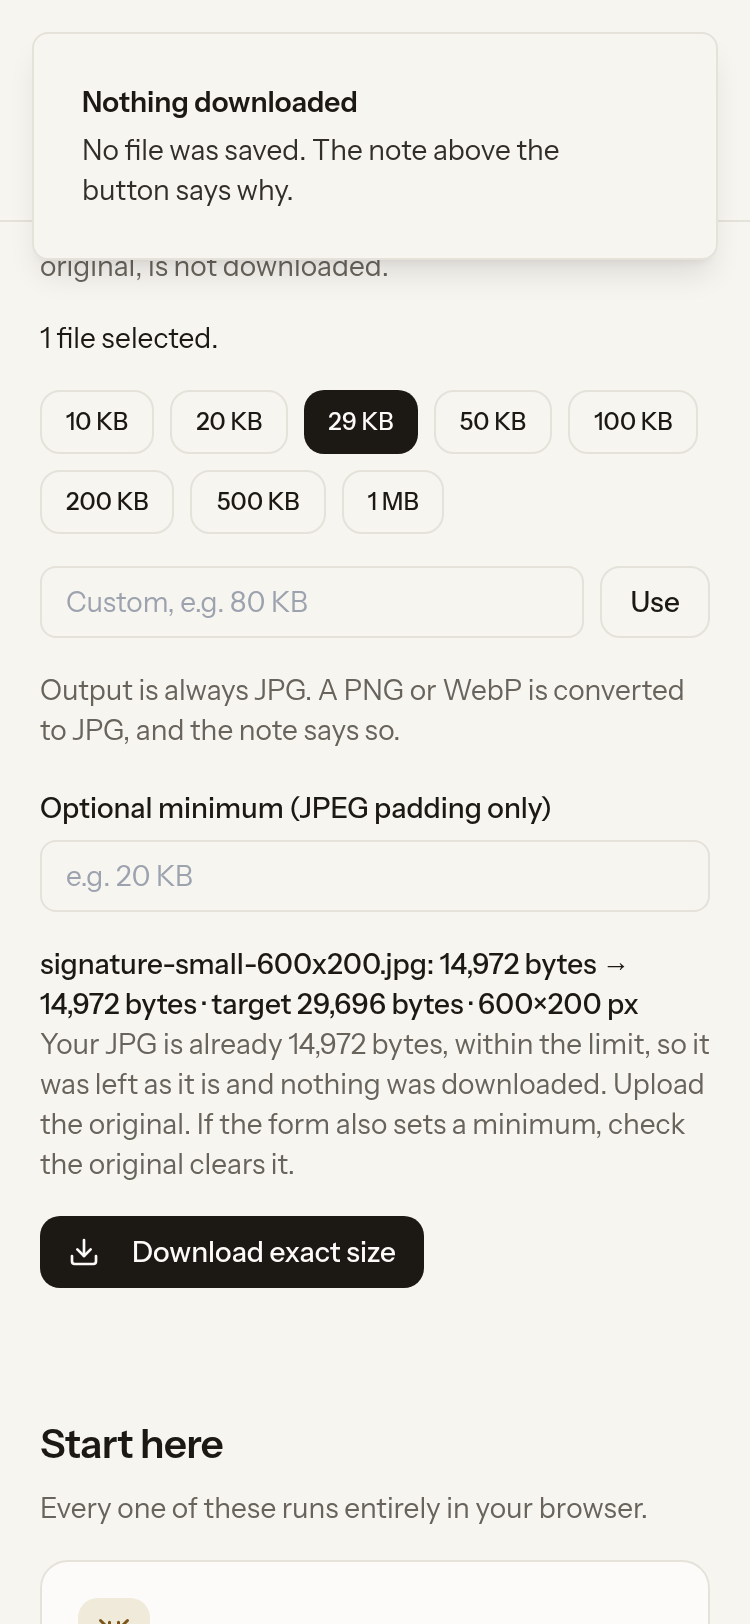 Nothing downloaded
No file was saved. The note above the
button says why.
original, is not downloaded.
1 file selected.
10 KB
20 KB
29 KB
50 KB
100 KB
200 KB
500 KB
1 MB
Custom, e.g. 80 KB
Use
Output is always JPG. A PNG or WebP is converted
to JPG, and the note says so.
Optional minimum (JPEG padding only)
e.g. 20 KB
signature-small-600x200.jpg: 14,972 bytes →
14,972 bytes · target 29,696 bytes · 600×200 px
Your JPG is already 14,972 bytes, within the limit, so it
was left as it is and nothing was downloaded. Upload
the original. If the form also sets a minimum, check
the original clears it.
Download exact size
Start here
Every one of these runs entirely in your browser.